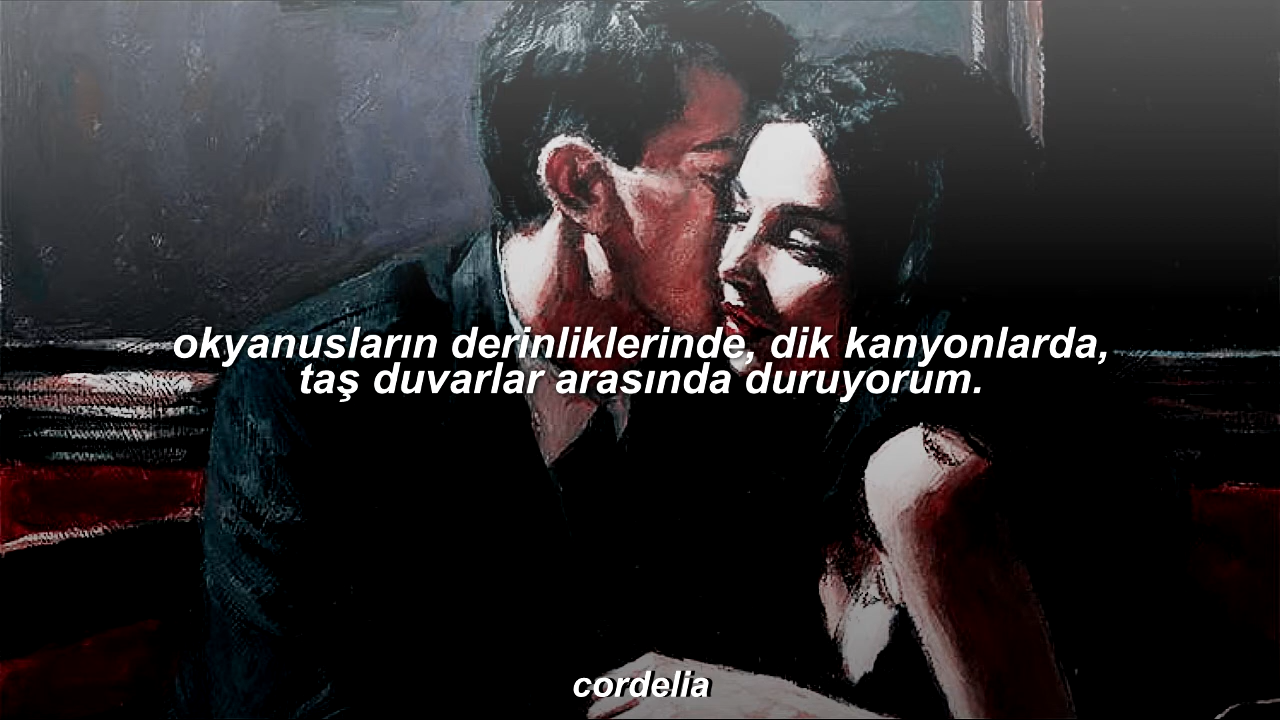 okyanusların derinliklerinde, dik kanyonlarda,
taş duvarlar arasında duruyorum.
cordelia